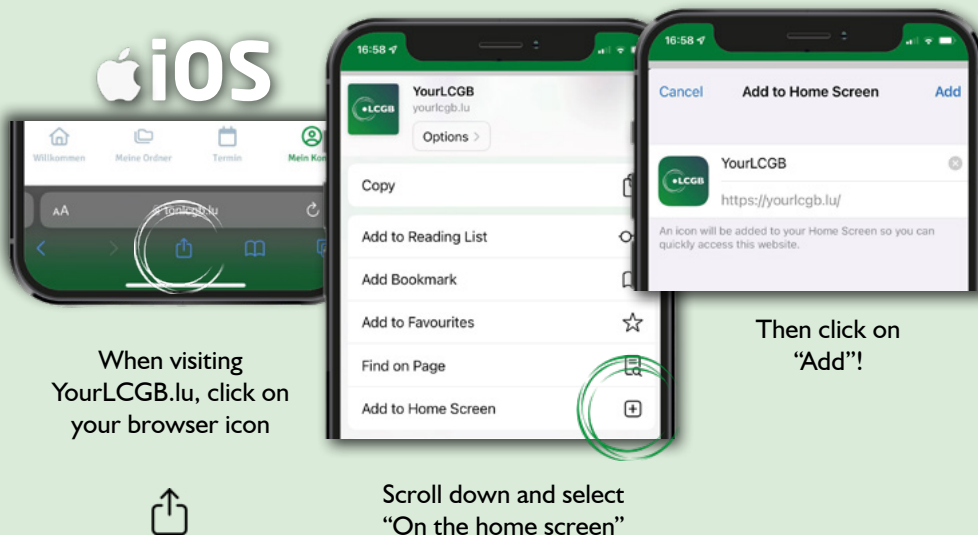 iOS
Willkommen
Meine Ordner
Termin
AA
tonlcgb.lu
When visiting
YourLCGB.lu, click on
your browser icon
16:58
LCGB
YourLCGB
yourlcgb.lu
Options >
Copy
Add to Reading List
Add Bookmark
Add to Favourites
Find on Page
Add to Home Screen
Scroll down and select
“On the home screen”
16:58
Cancel
Add to Home Screen
Add
LCGB
YourLCGB
https://yourlcgb.lu/
An icon will be added to your Home Screen so you can
quickly access this website.
Then click on
“Add”!